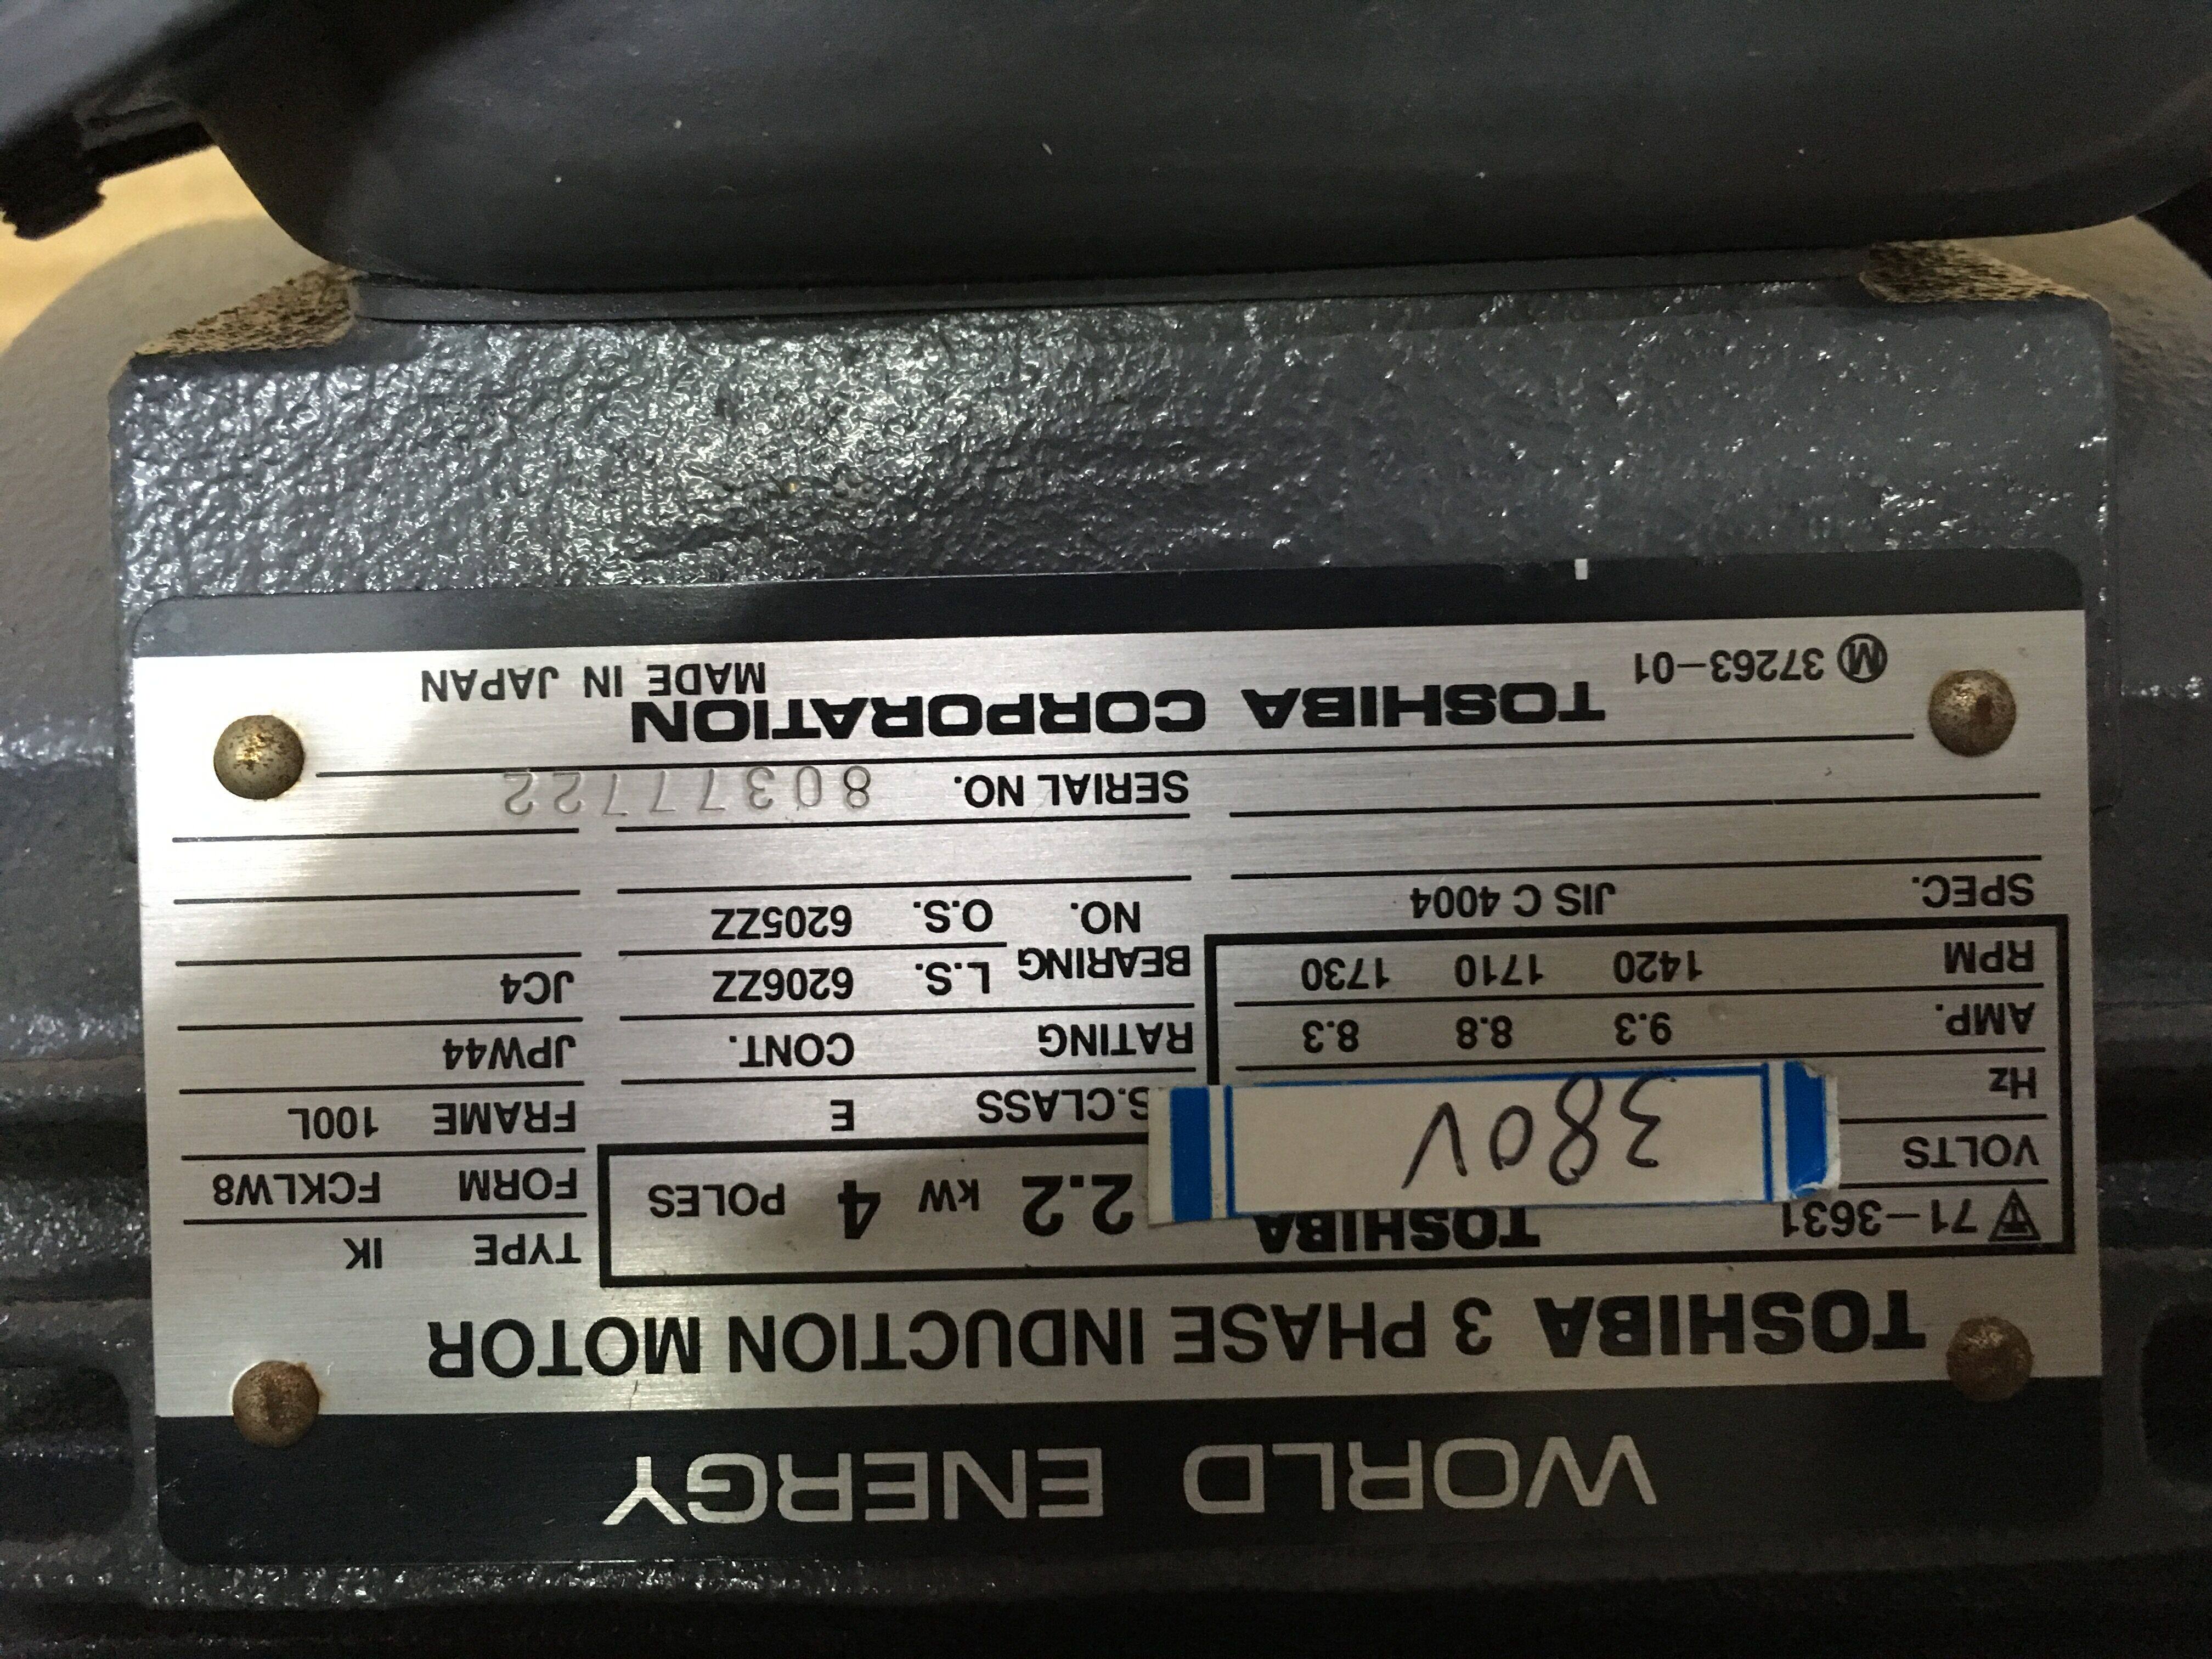 WORLD ENERGY
TOSHIBA 3 PHASE INDUCTION MOTOR
71-3631 TOSHIBA 2.2 kW 4 POLES
VOLTS
380V
Hz
AMP. 9.3 8.8 8.3
RPM 1420 1710 1730
SPEC. JIS C 4004
S.CLASS E
RATING CONT.
BEARING NO. L.S. 6206ZZ
O.S. 6205ZZ
SERIAL NO. 80377722
TYPE IK
FORM FCKLW8
FRAME 100L
JPW44
JC4
M 37263-01
TOSHIBA CORPORATION
MADE IN JAPAN